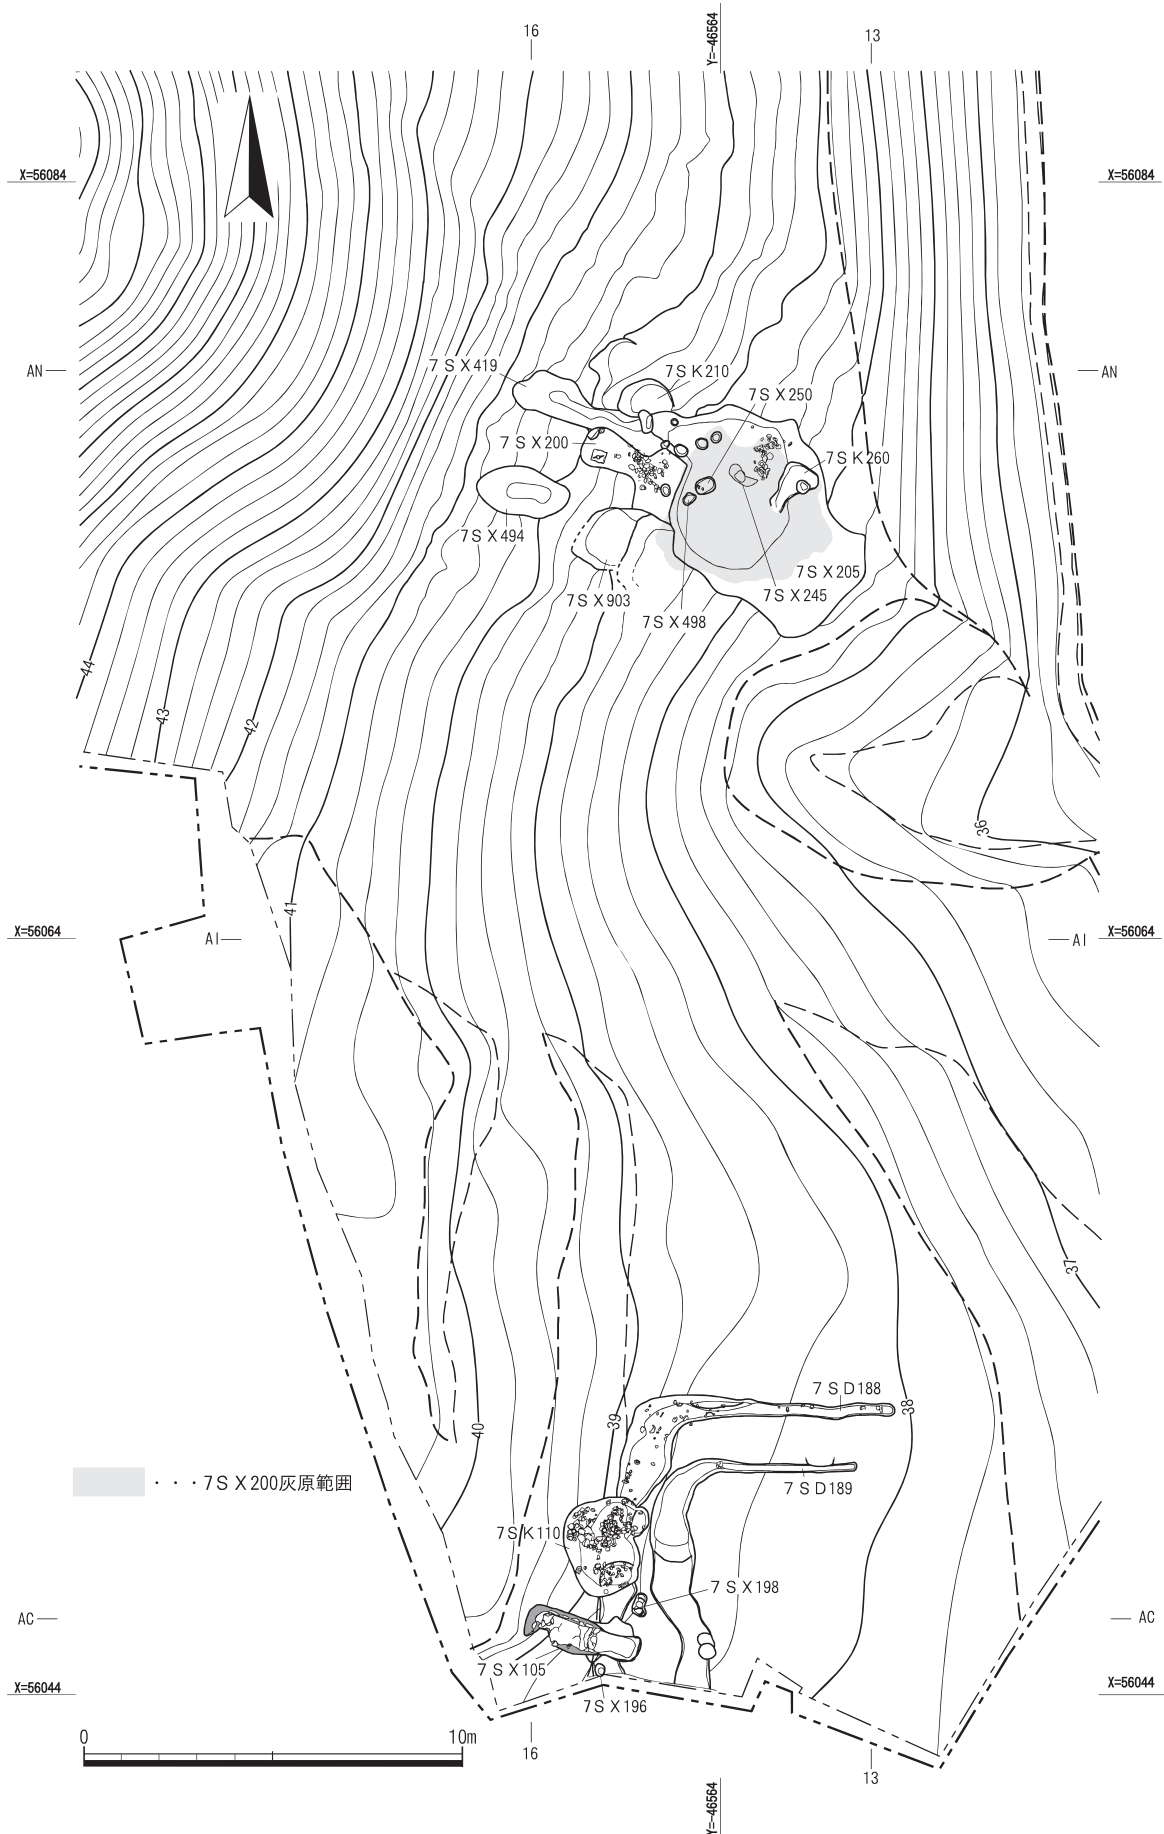 16
Y=-46564
13
X=56084
X=56084
AN
AN
7SX419
7SK210
7SX250
7SX200
7SK260
7SX494
7SX205
7SX245
7SX903
7SX498
44
43
42
36
41
X=56064
AI
AI
X=56064
37
7SD188
38
39
40
7SX200灰原範囲
7SD189
7SK110
7SX198
AC
AC
7SX105
X=56044
X=56044
7SX196
0
10m
16
13
Y=-46564